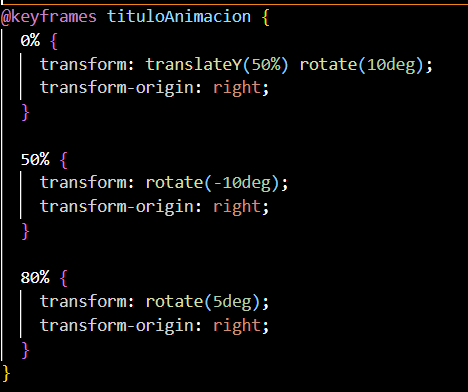 @keyframes tituloAnimacion {
  0% {
    transform: translateY(50%) rotate(10deg);
    transform-origin: right;
  }

  50% {
    transform: rotate(-10deg);
    transform-origin: right;
  }

  80% {
    transform: rotate(5deg);
    transform-origin: right;
  }
}